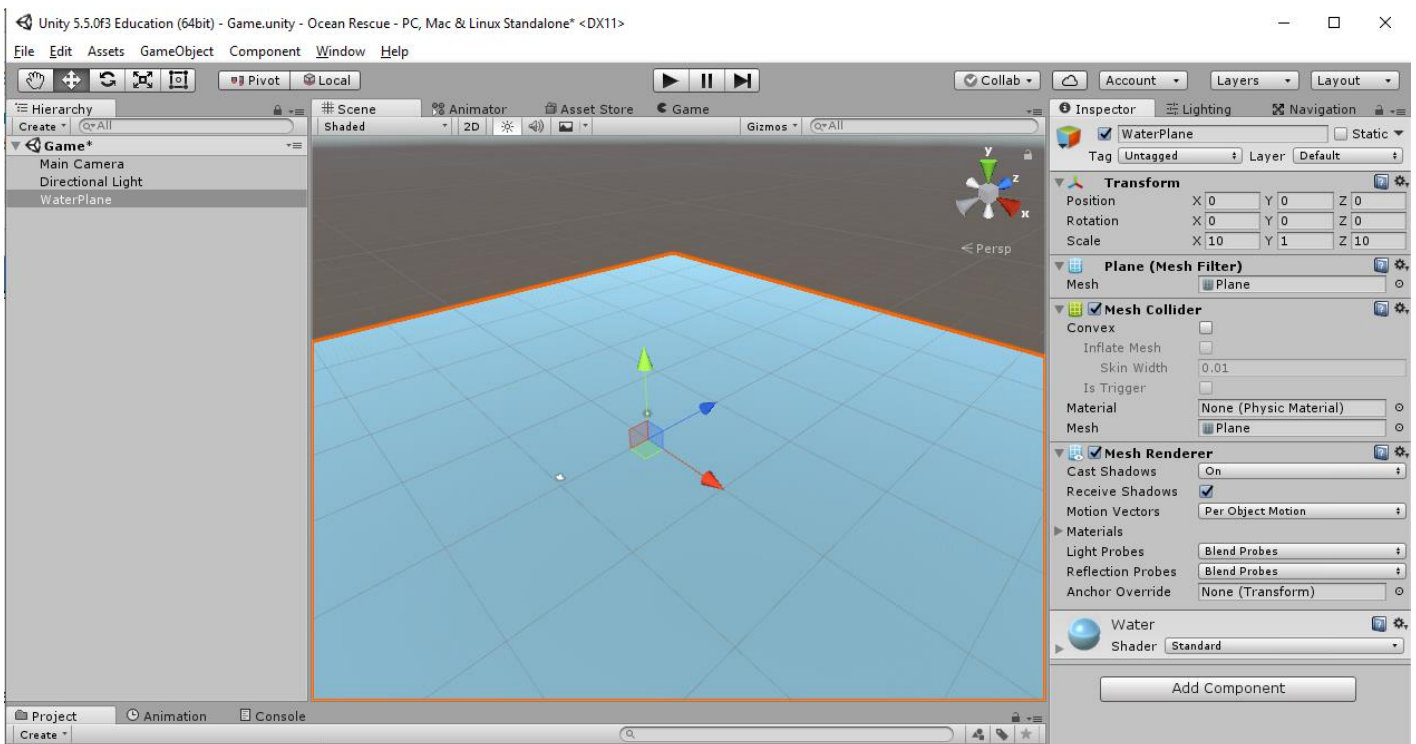 Unity 5.5.0f3 Education (64bit) - Game.unity - Ocean Rescue - PC, Mac & Linux Standalone* <DX11>
File Edit Assets GameObject Component Window Help
Pivot Local Collab Account Layers Layout
Hierarchy
Create All
Game*
Main Camera
Directional Light
WaterPlane
Scene Animator Asset Store Game
Shaded 2D Gizmos All
y
z
x
Persp
Inspector Lighting Navigation
WaterPlane Static
Tag Untagged Layer Default
Transform
Position X 0 Y 0 Z 0
Rotation X 0 Y 0 Z 0
Scale X 10 Y 1 Z 10
Plane (Mesh Filter)
Mesh Plane
Mesh Collider
Convex
Inflate Mesh
Skin Width 0.01
Is Trigger
Material None (Physic Material)
Mesh Plane
Mesh Renderer
Cast Shadows On
Receive Shadows
Motion Vectors Per Object Motion
Materials
Light Probes Blend Probes
Reflection Probes Blend Probes
Anchor Override None (Transform)
Water
Shader Standard
Add Component
Project Animation Console
Create